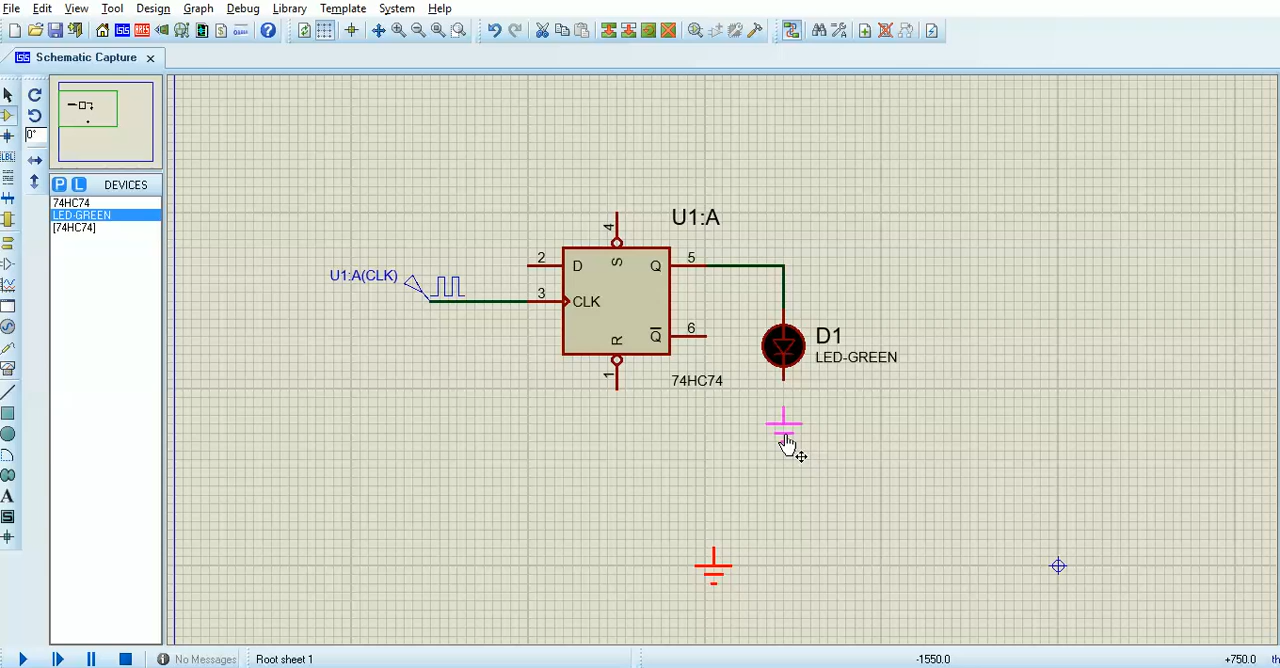 File Edit View Tool Design Graph Debug Library Template System Help
Schematic Capture
0°
LBL
P L DEVICES
74HC74
LED-GREEN
[74HC74]
A
S
U1:A
4
2
D
S
Q
5
U1:A(CLK)
3
CLK
R
Q
6
1
74HC74
D1
LED-GREEN
No Messages
Root sheet 1
-1550.0
+750.0
th